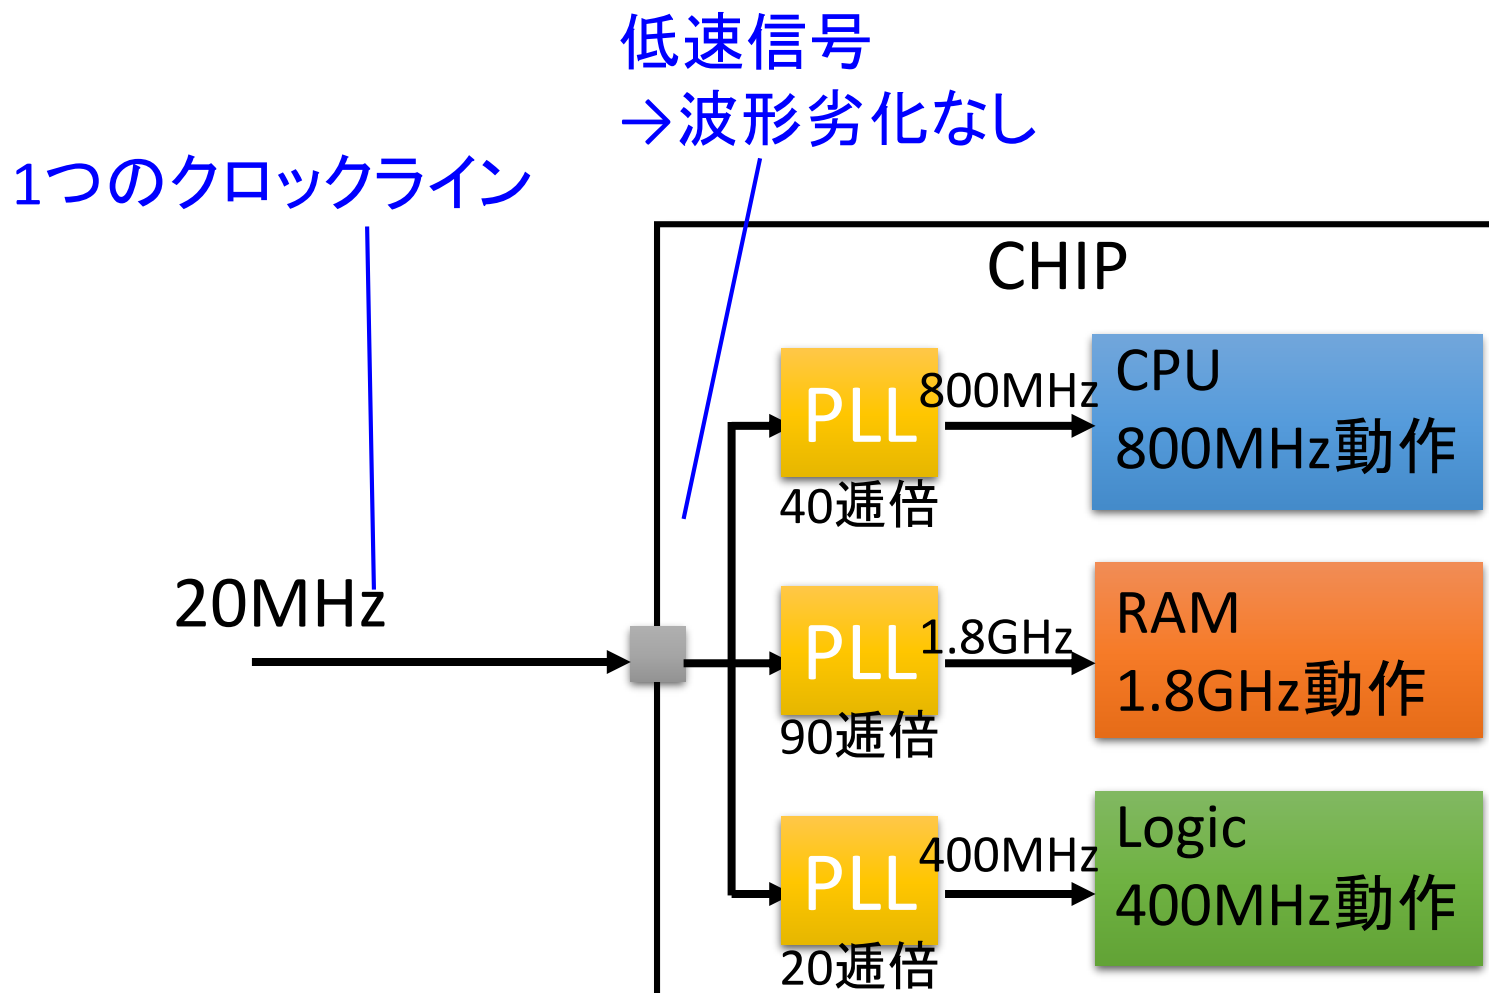 低速信号
→波形劣化なし
1つのクロックライン
CHIP
20MHz
PLL
800MHz
40逓倍
CPU
800MHz動作
PLL
1.8GHz
90逓倍
RAM
1.8GHz動作
PLL
400MHz
20逓倍
Logic
400MHz動作